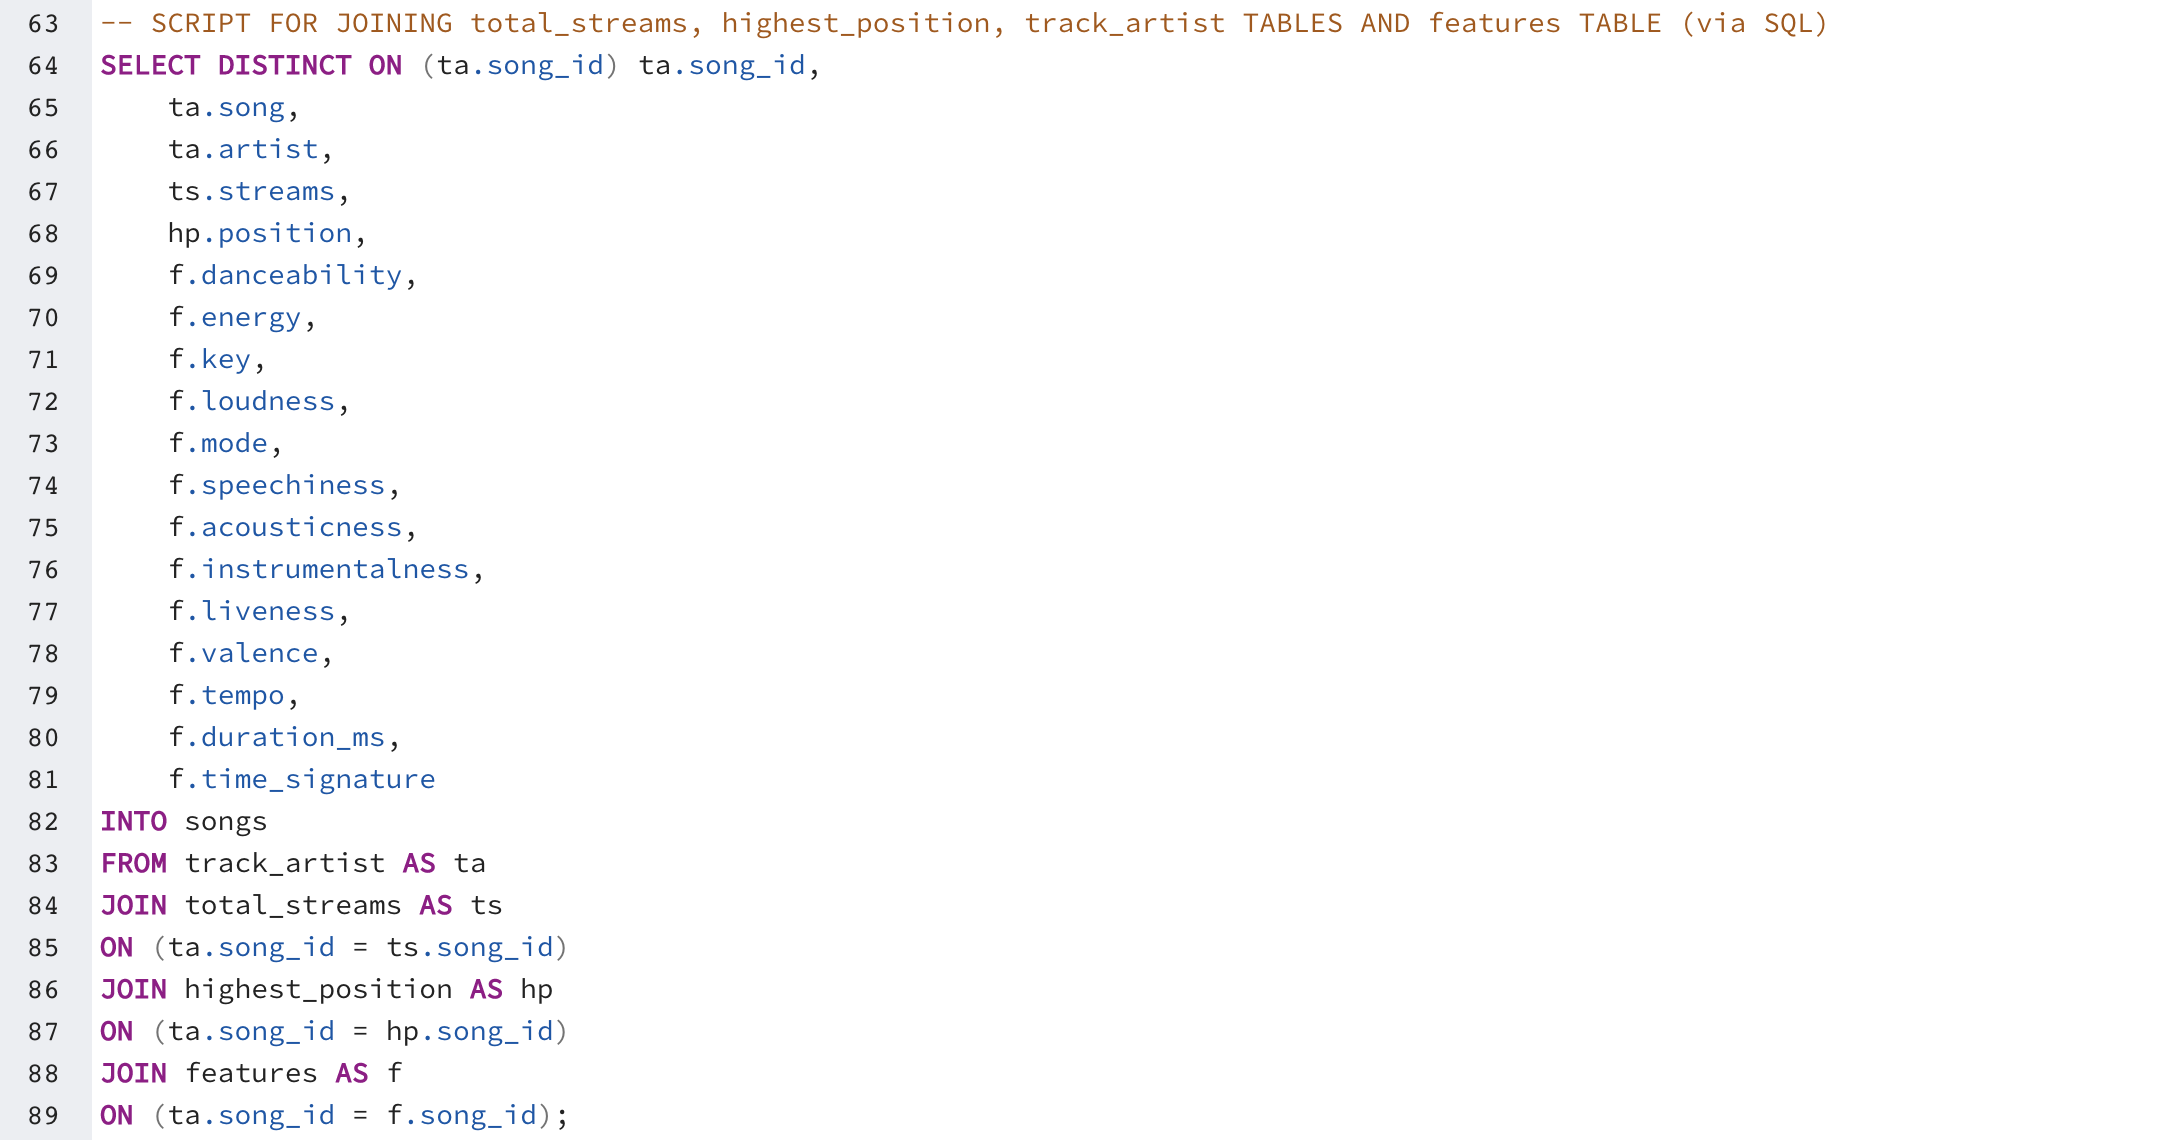 63 -- SCRIPT FOR JOINING total_streams, highest_position, track_artist TABLES AND features TABLE (via SQL)
64 SELECT DISTINCT ON (ta.song_id) ta.song_id,
65     ta.song,
66     ta.artist,
67     ts.streams,
68     hp.position,
69     f.danceability,
70     f.energy,
71     f.key,
72     f.loudness,
73     f.mode,
74     f.speechiness,
75     f.acousticness,
76     f.instrumentalness,
77     f.liveness,
78     f.valence,
79     f.tempo,
80     f.duration_ms,
81     f.time_signature
82 INTO songs
83 FROM track_artist AS ta
84 JOIN total_streams AS ts
85 ON (ta.song_id = ts.song_id)
86 JOIN highest_position AS hp
87 ON (ta.song_id = hp.song_id)
88 JOIN features AS f
89 ON (ta.song_id = f.song_id);